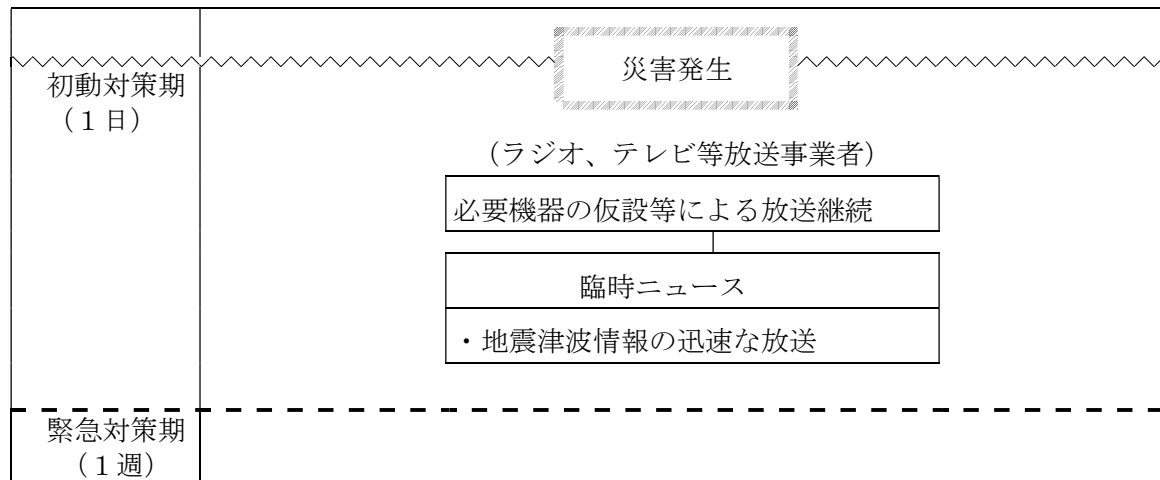 災害発生
初動対策期
（１日）
（ラジオ、テレビ等放送事業者）
必要機器の仮設等による放送継続
臨時ニュース
・地震津波情報の迅速な放送
緊急対策期
（１週）